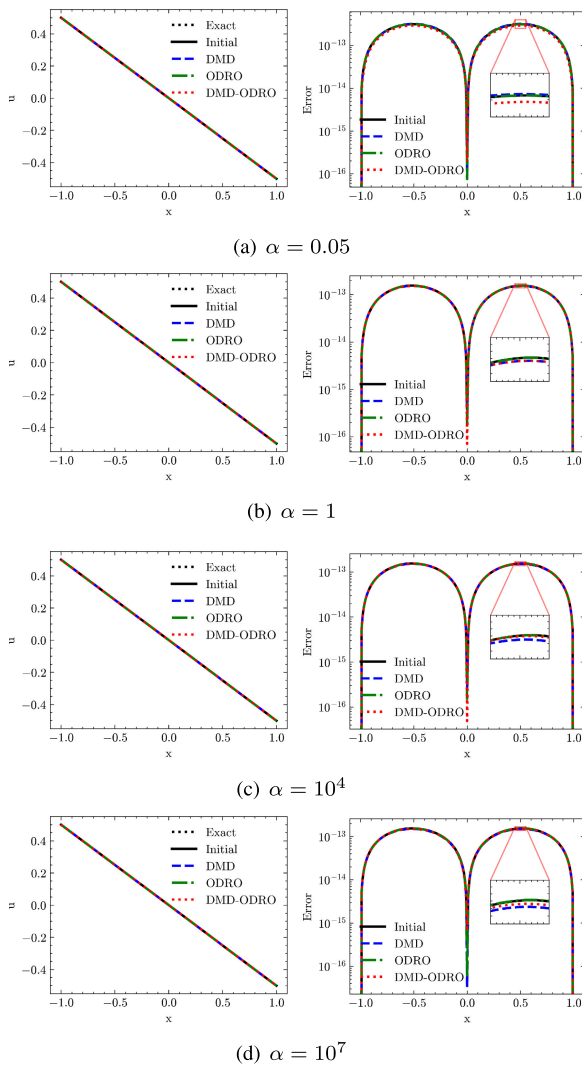 u
0.4
0.2
0.0
−0.2
−0.4
−1.0 −0.5 0.0 0.5 1.0
x
Exact
Initial
DMD
ODRO
DMD-ODRO
Error
10⁻¹³
10⁻¹⁴
10⁻¹⁵
10⁻¹⁶
−1.0 −0.5 0.0 0.5 1.0
x
Initial
DMD
ODRO
DMD-ODRO
(a) α = 0.05
u
0.4
0.2
0.0
−0.2
−0.4
−1.0 −0.5 0.0 0.5 1.0
x
Exact
Initial
DMD
ODRO
DMD-ODRO
Error
10⁻¹³
10⁻¹⁴
10⁻¹⁵
10⁻¹⁶
−1.0 −0.5 0.0 0.5 1.0
x
Initial
DMD
ODRO
DMD-ODRO
(b) α = 1
u
0.4
0.2
0.0
−0.2
−0.4
−1.0 −0.5 0.0 0.5 1.0
x
Exact
Initial
DMD
ODRO
DMD-ODRO
Error
10⁻¹³
10⁻¹⁴
10⁻¹⁵
10⁻¹⁶
−1.0 −0.5 0.0 0.5 1.0
x
Initial
DMD
ODRO
DMD-ODRO
(c) α = 10⁴
u
0.4
0.2
0.0
−0.2
−0.4
−1.0 −0.5 0.0 0.5 1.0
x
Exact
Initial
DMD
ODRO
DMD-ODRO
Error
10⁻¹³
10⁻¹⁴
10⁻¹⁵
10⁻¹⁶
−1.0 −0.5 0.0 0.5 1.0
x
Initial
DMD
ODRO
DMD-ODRO
(d) α = 10⁷